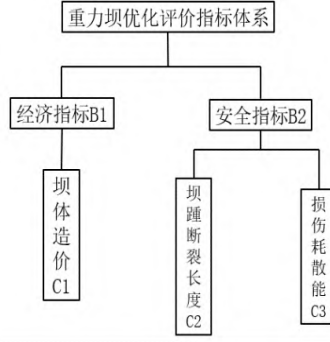 重力坝优化评价指标体系
经济指标B1
安全指标B2
坝体造价C1
坝踵断裂长度C2
损伤耗散能C3